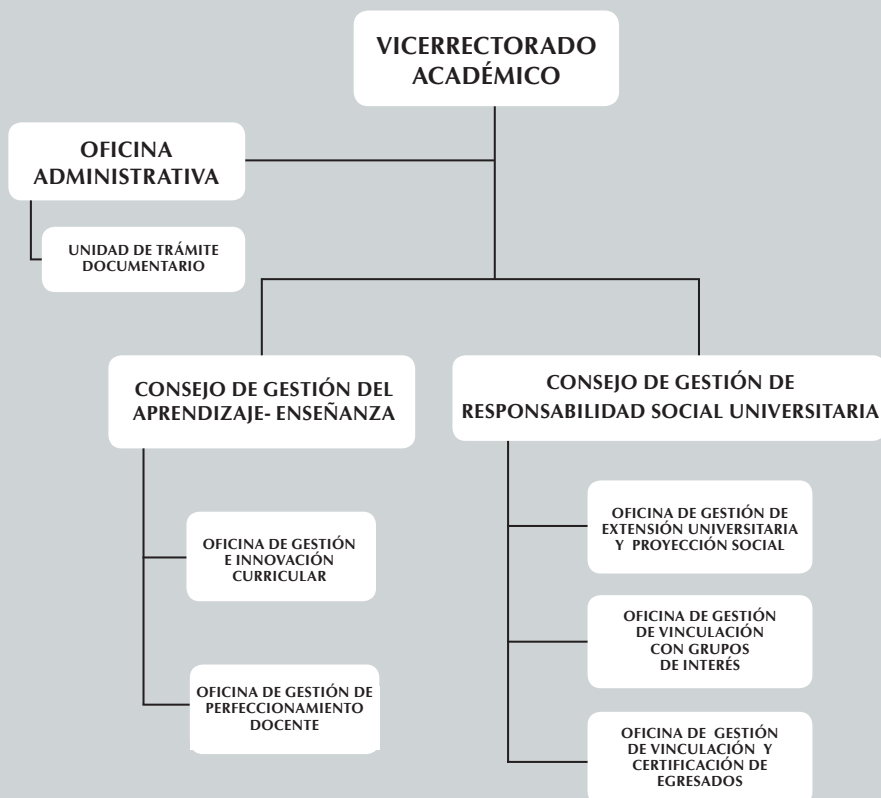 VICERRECTORADO
ACADÉMICO
OFICINA
ADMINISTRATIVA
UNIDAD DE TRÁMITE
DOCUMENTARIO
CONSEJO DE GESTIÓN DEL
APRENDIZAJE- ENSEÑANZA
OFICINA DE GESTIÓN
E INNOVACIÓN
CURRICULAR
OFICINA DE GESTIÓN DE
PERFECCIONAMIENTO
DOCENTE
CONSEJO DE GESTIÓN DE
RESPONSABILIDAD SOCIAL UNIVERSITARIA
OFICINA DE GESTIÓN DE
EXTENSIÓN UNIVERSITARIA
Y PROYECCIÓN SOCIAL
OFICINA DE GESTIÓN
DE VINCULACIÓN
CON GRUPOS
DE INTERÉS
OFICINA DE GESTIÓN
DE VINCULACIÓN Y
CERTIFICACIÓN DE
EGRESADOS